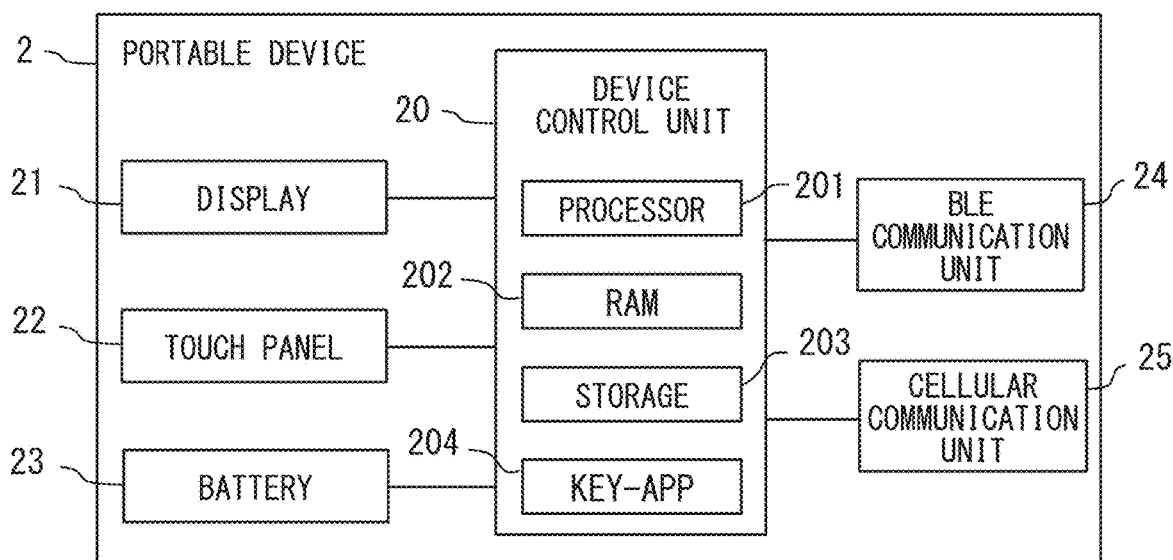 2
PORTABLE DEVICE
20
DEVICE
CONTROL UNIT
21
DISPLAY
201
PROCESSOR
24
BLE
COMMUNICATION
UNIT
202
RAM
22
TOUCH PANEL
203
STORAGE
25
CELLULAR
COMMUNICATION
UNIT
23
BATTERY
204
KEY-APP